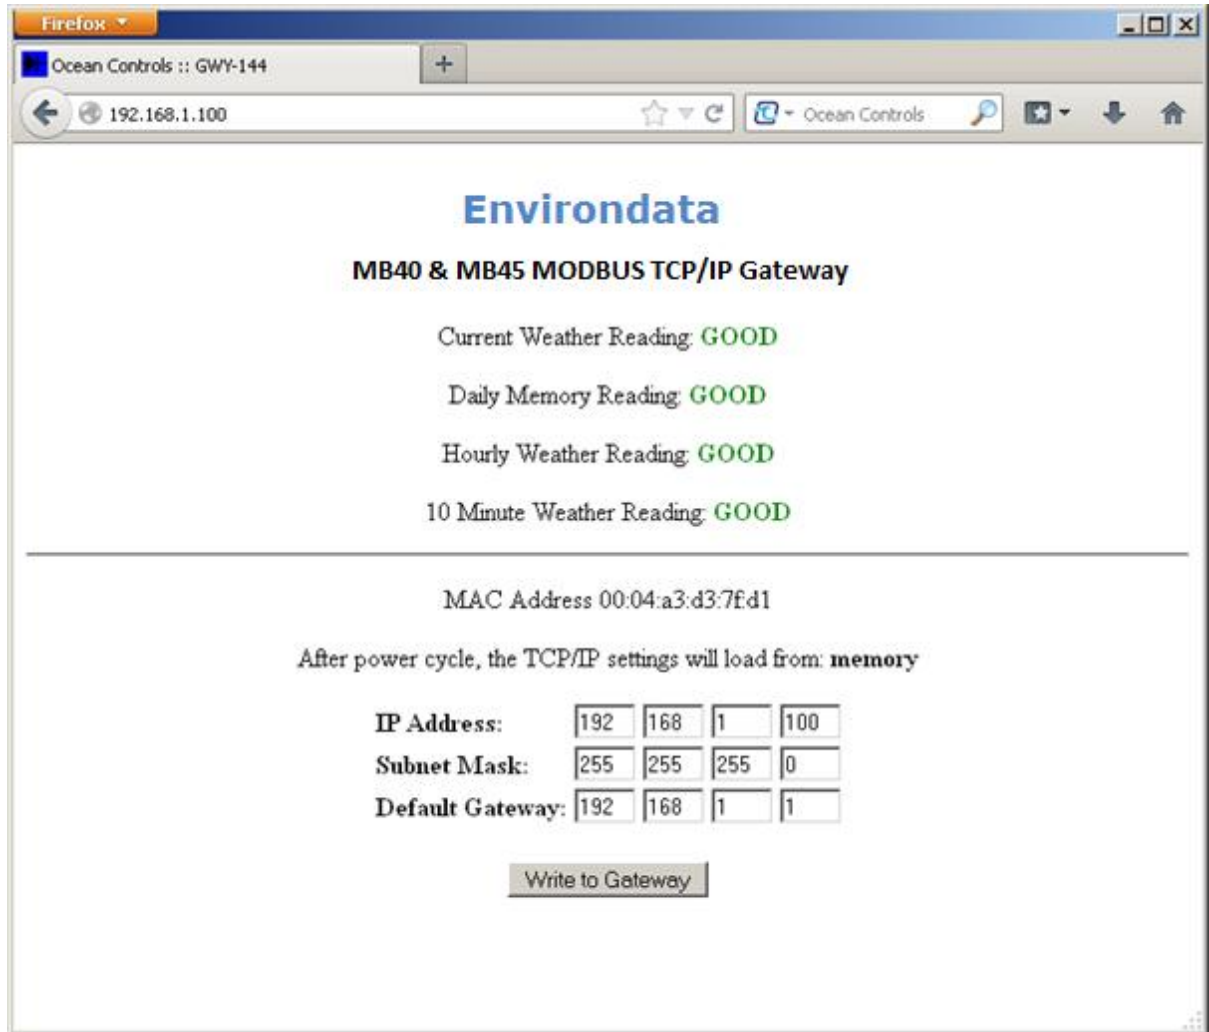 Firefox
Ocean Controls :: GWY-144
192.168.1.100
Ocean Controls
Environdata
MB40 & MB45 MODBUS TCP/IP Gateway
Current Weather Reading: GOOD
Daily Memory Reading: GOOD
Hourly Weather Reading: GOOD
10 Minute Weather Reading: GOOD
MAC Address 00:04:a3:d3:7f:d1
After power cycle, the TCP/IP settings will load from: memory
IP Address: 192 168 1 100
Subnet Mask: 255 255 255 0
Default Gateway: 192 168 1 1
Write to Gateway